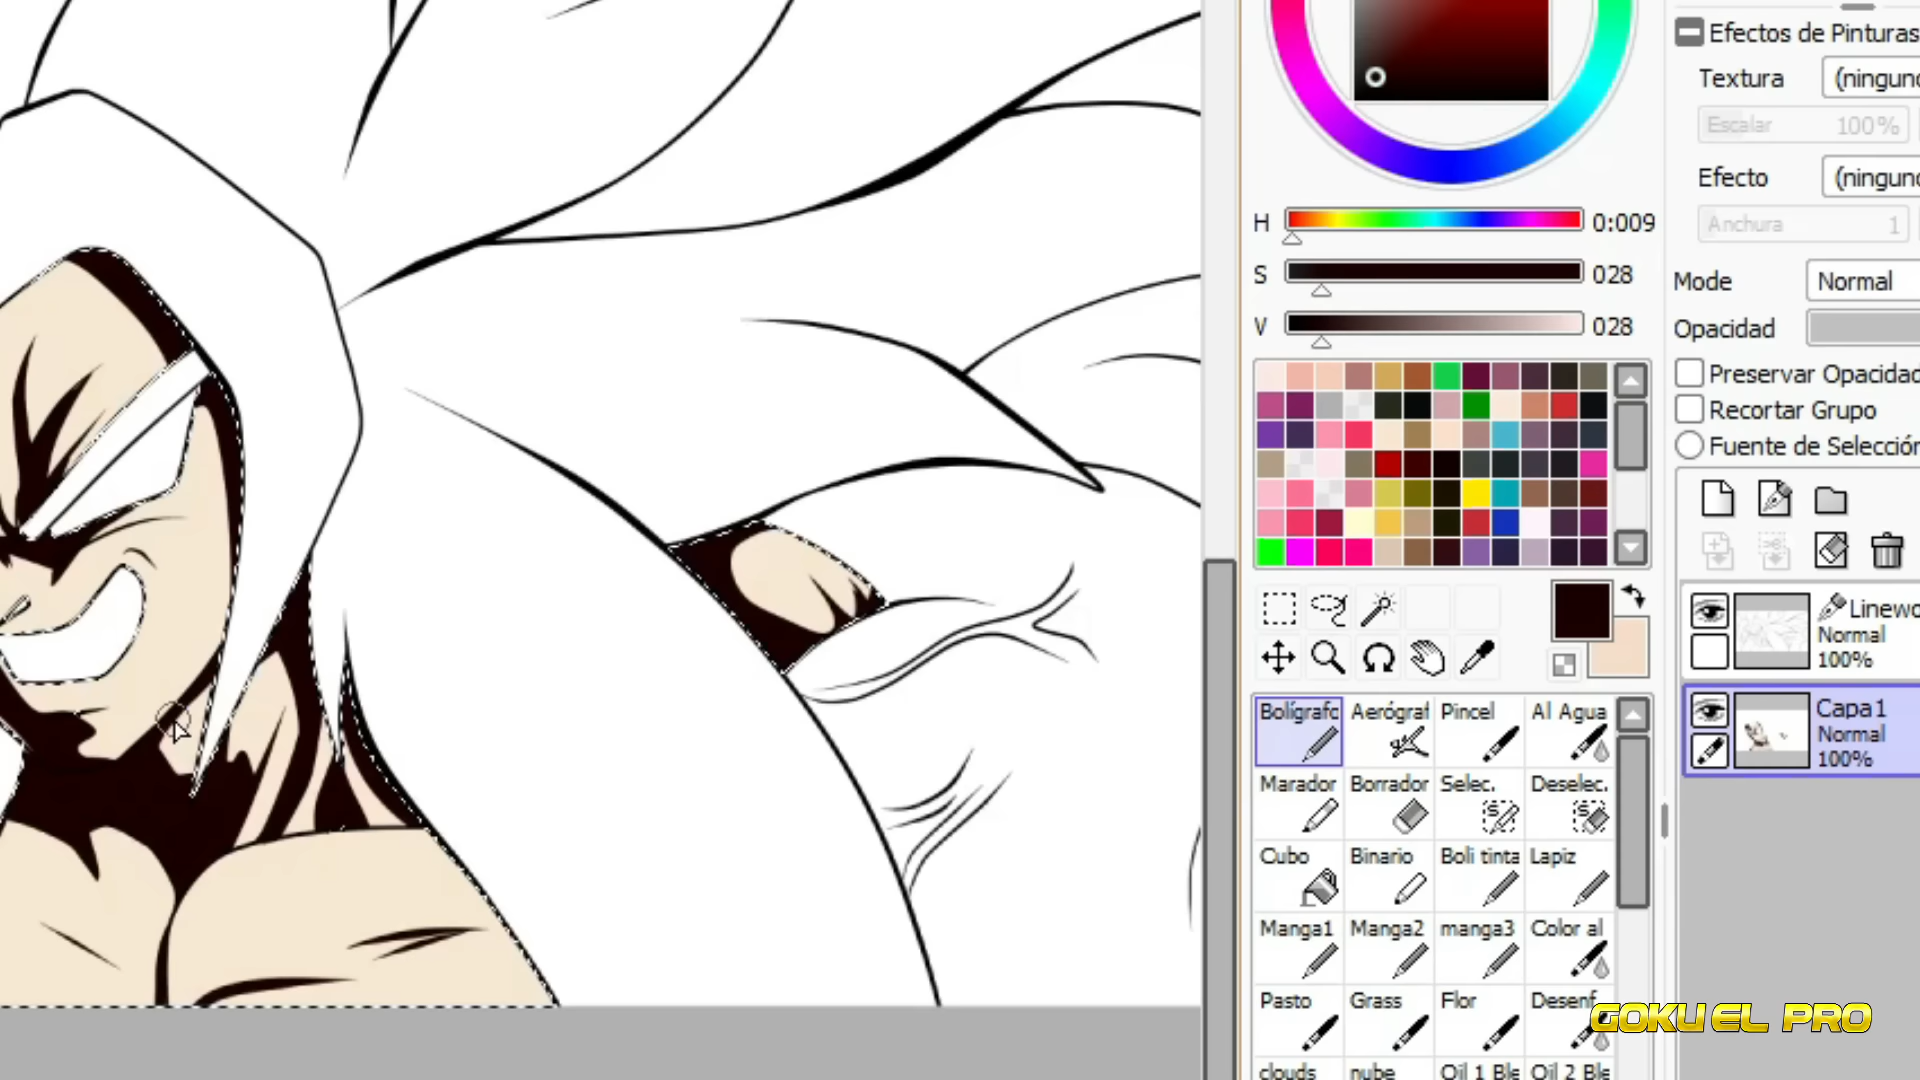 Efectos de Pinturas
Textura (ninguno
Escalar 100%
Efecto (ninguno
Anchura 1
H 0:009
S 028
V 028
Mode Normal
Opacidad
Preservar Opacidad
Recortar Grupo
Fuente de Selección
Linewo
Normal
100%
Capa1
Normal
100%
Bolígrafo Aerógraf Pincel Al Agua
Marador Borrador Selec. Deselec.
Cubo Binario Boli tinta Lapiz
Manga1 Manga2 manga3 Color al
Pasto Grass Flor Desenf
clouds nube Oil 1 Ble Oil 2 Ble
GOKU EL PRO